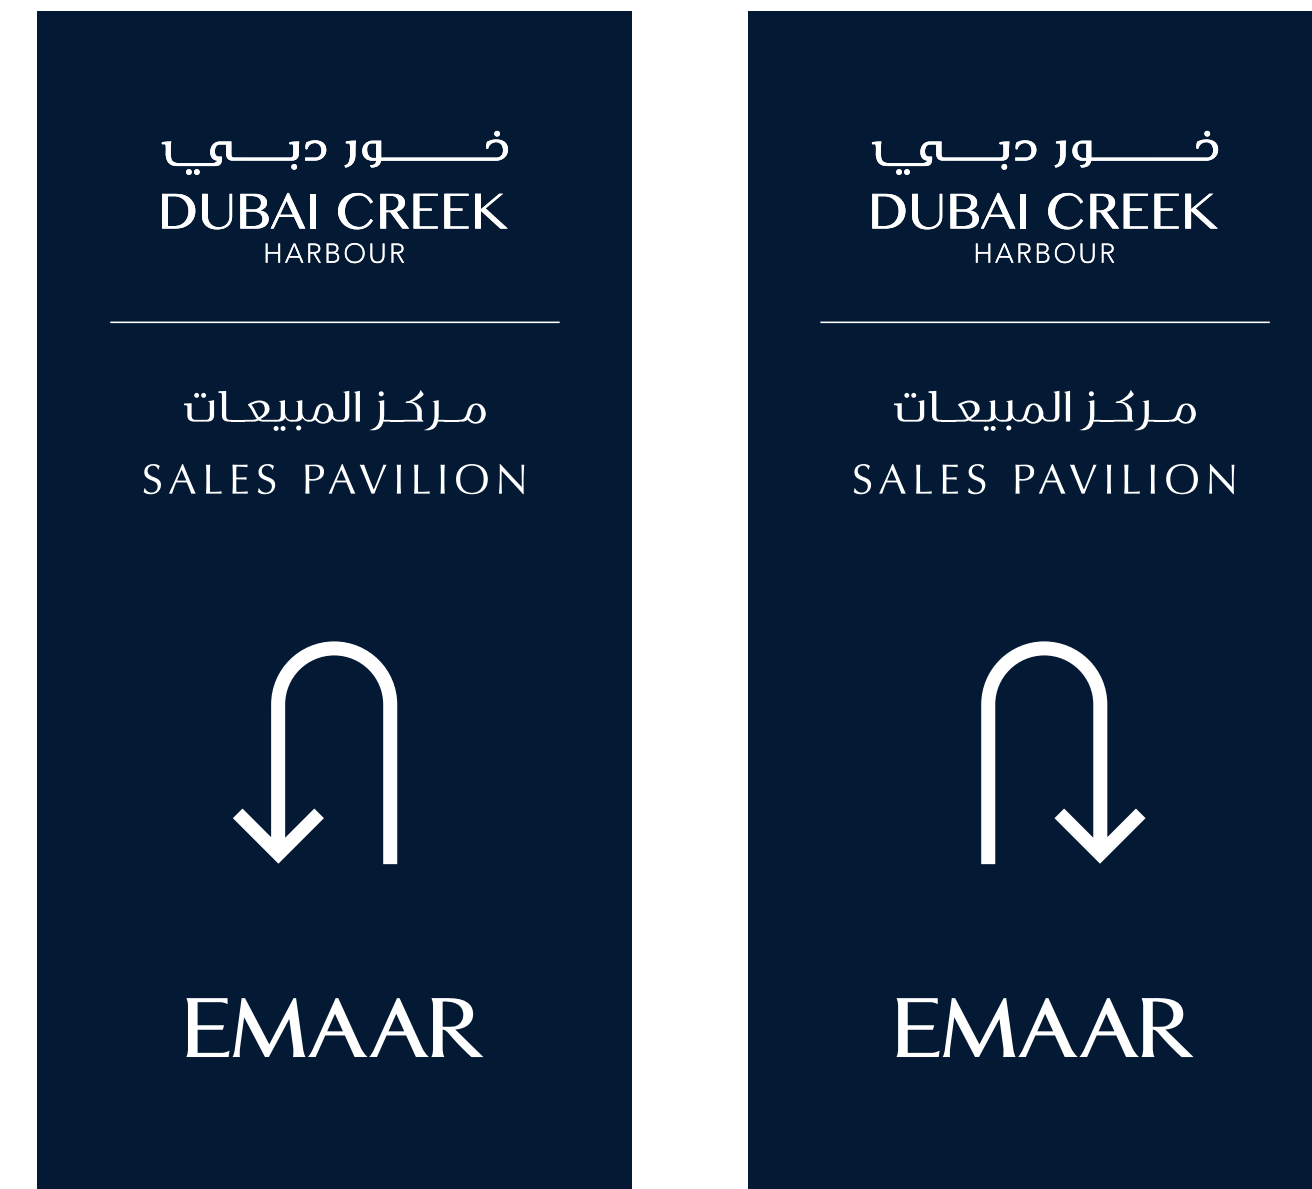 خور دبي
DUBAI CREEK
HARBOUR
مركز المبيعات
SALES PAVILION
EMAAR
خور دبي
DUBAI CREEK
HARBOUR
مركز المبيعات
SALES PAVILION
EMAAR